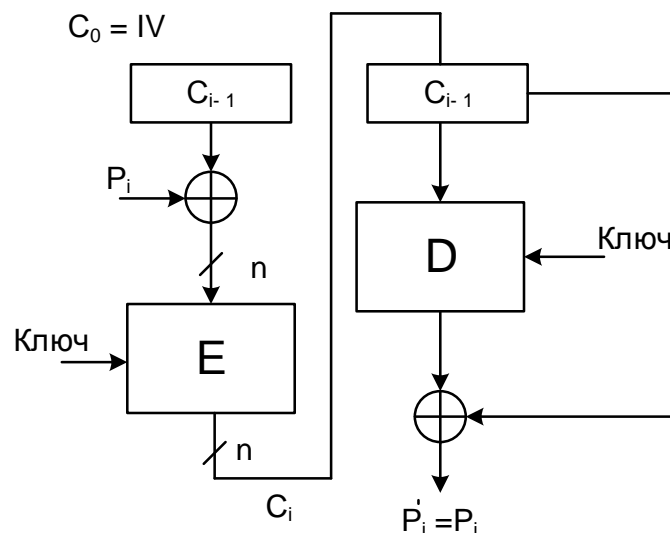 C₀ = IV
Cᵢ₋ ₁
Pᵢ
n
Ключ
E
n
Cᵢ
Cᵢ₋ ₁
D
Ключ
P'ᵢ =Pᵢ